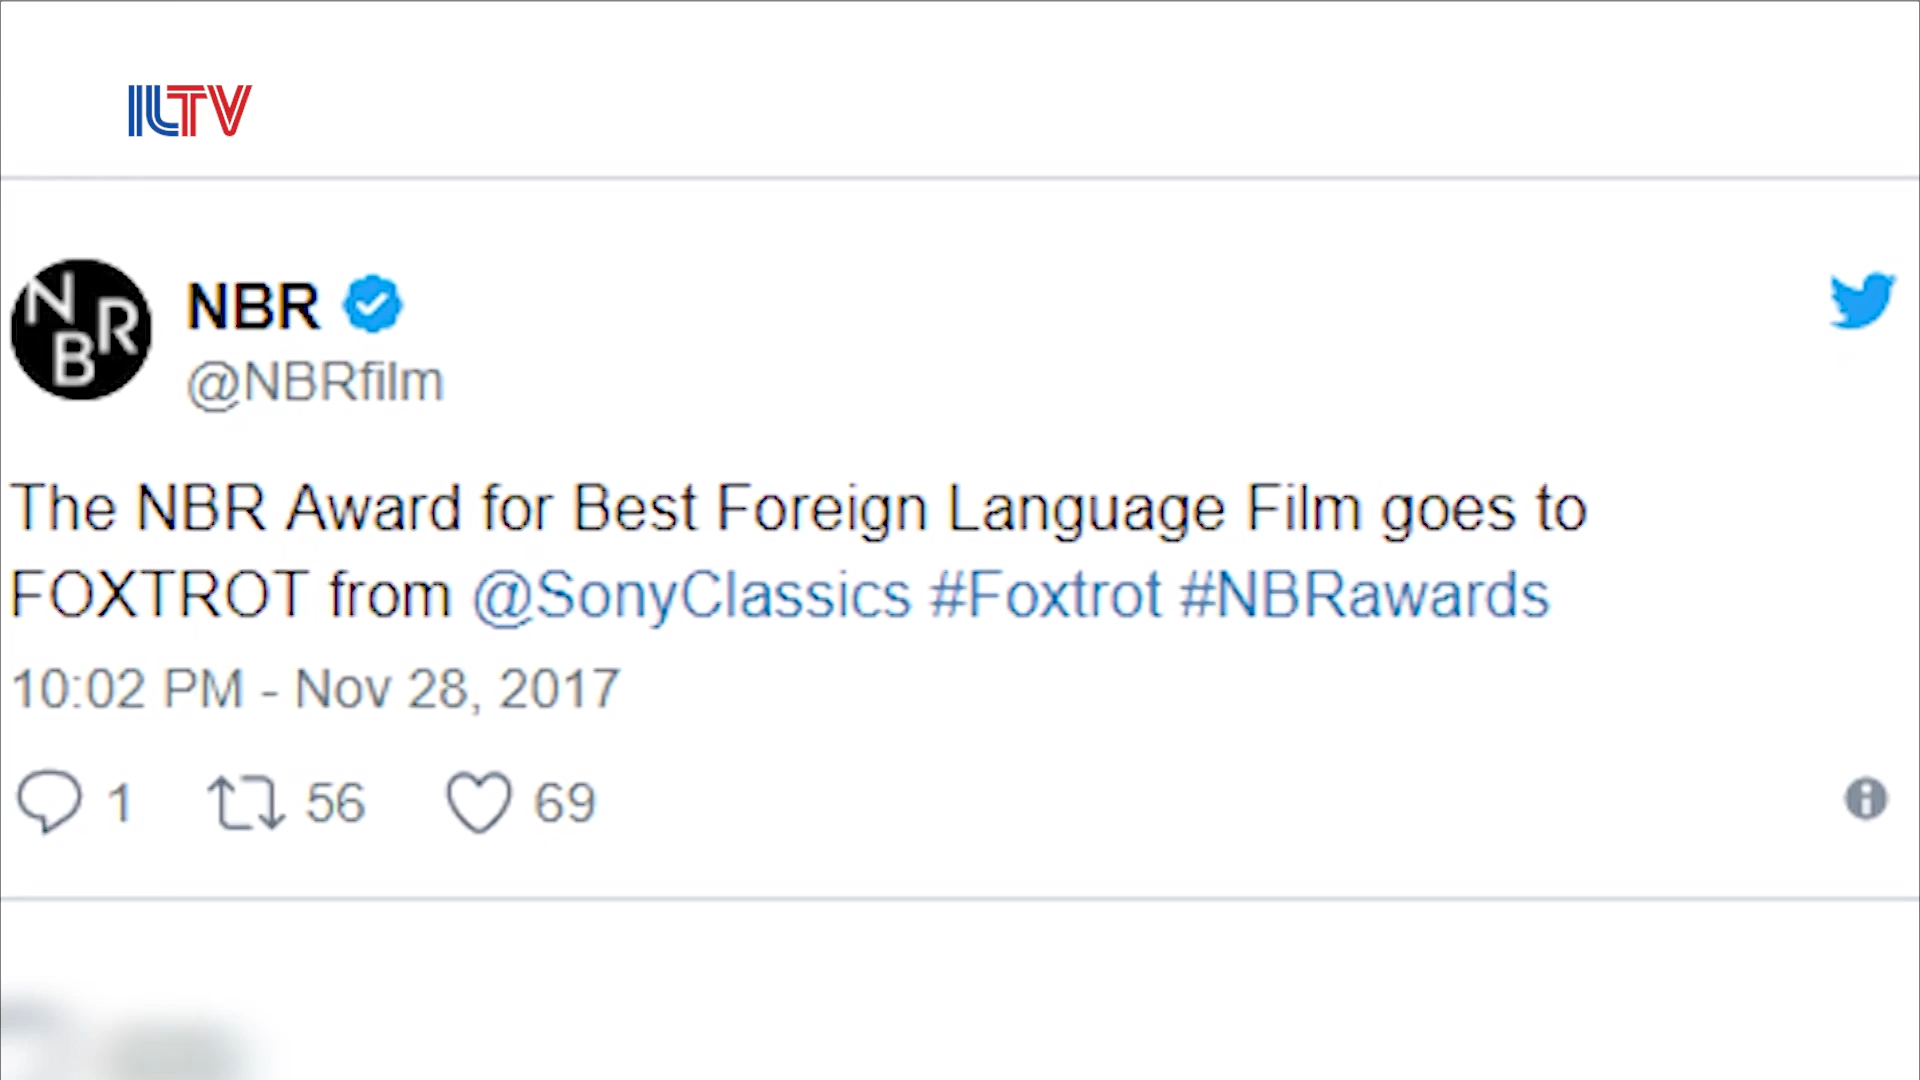 ILTV
NBR
NBR
@NBRfilm
The NBR Award for Best Foreign Language Film goes to
FOXTROT from @SonyClassics #Foxtrot #NBRawards
10:02 PM - Nov 28, 2017
1 56 69